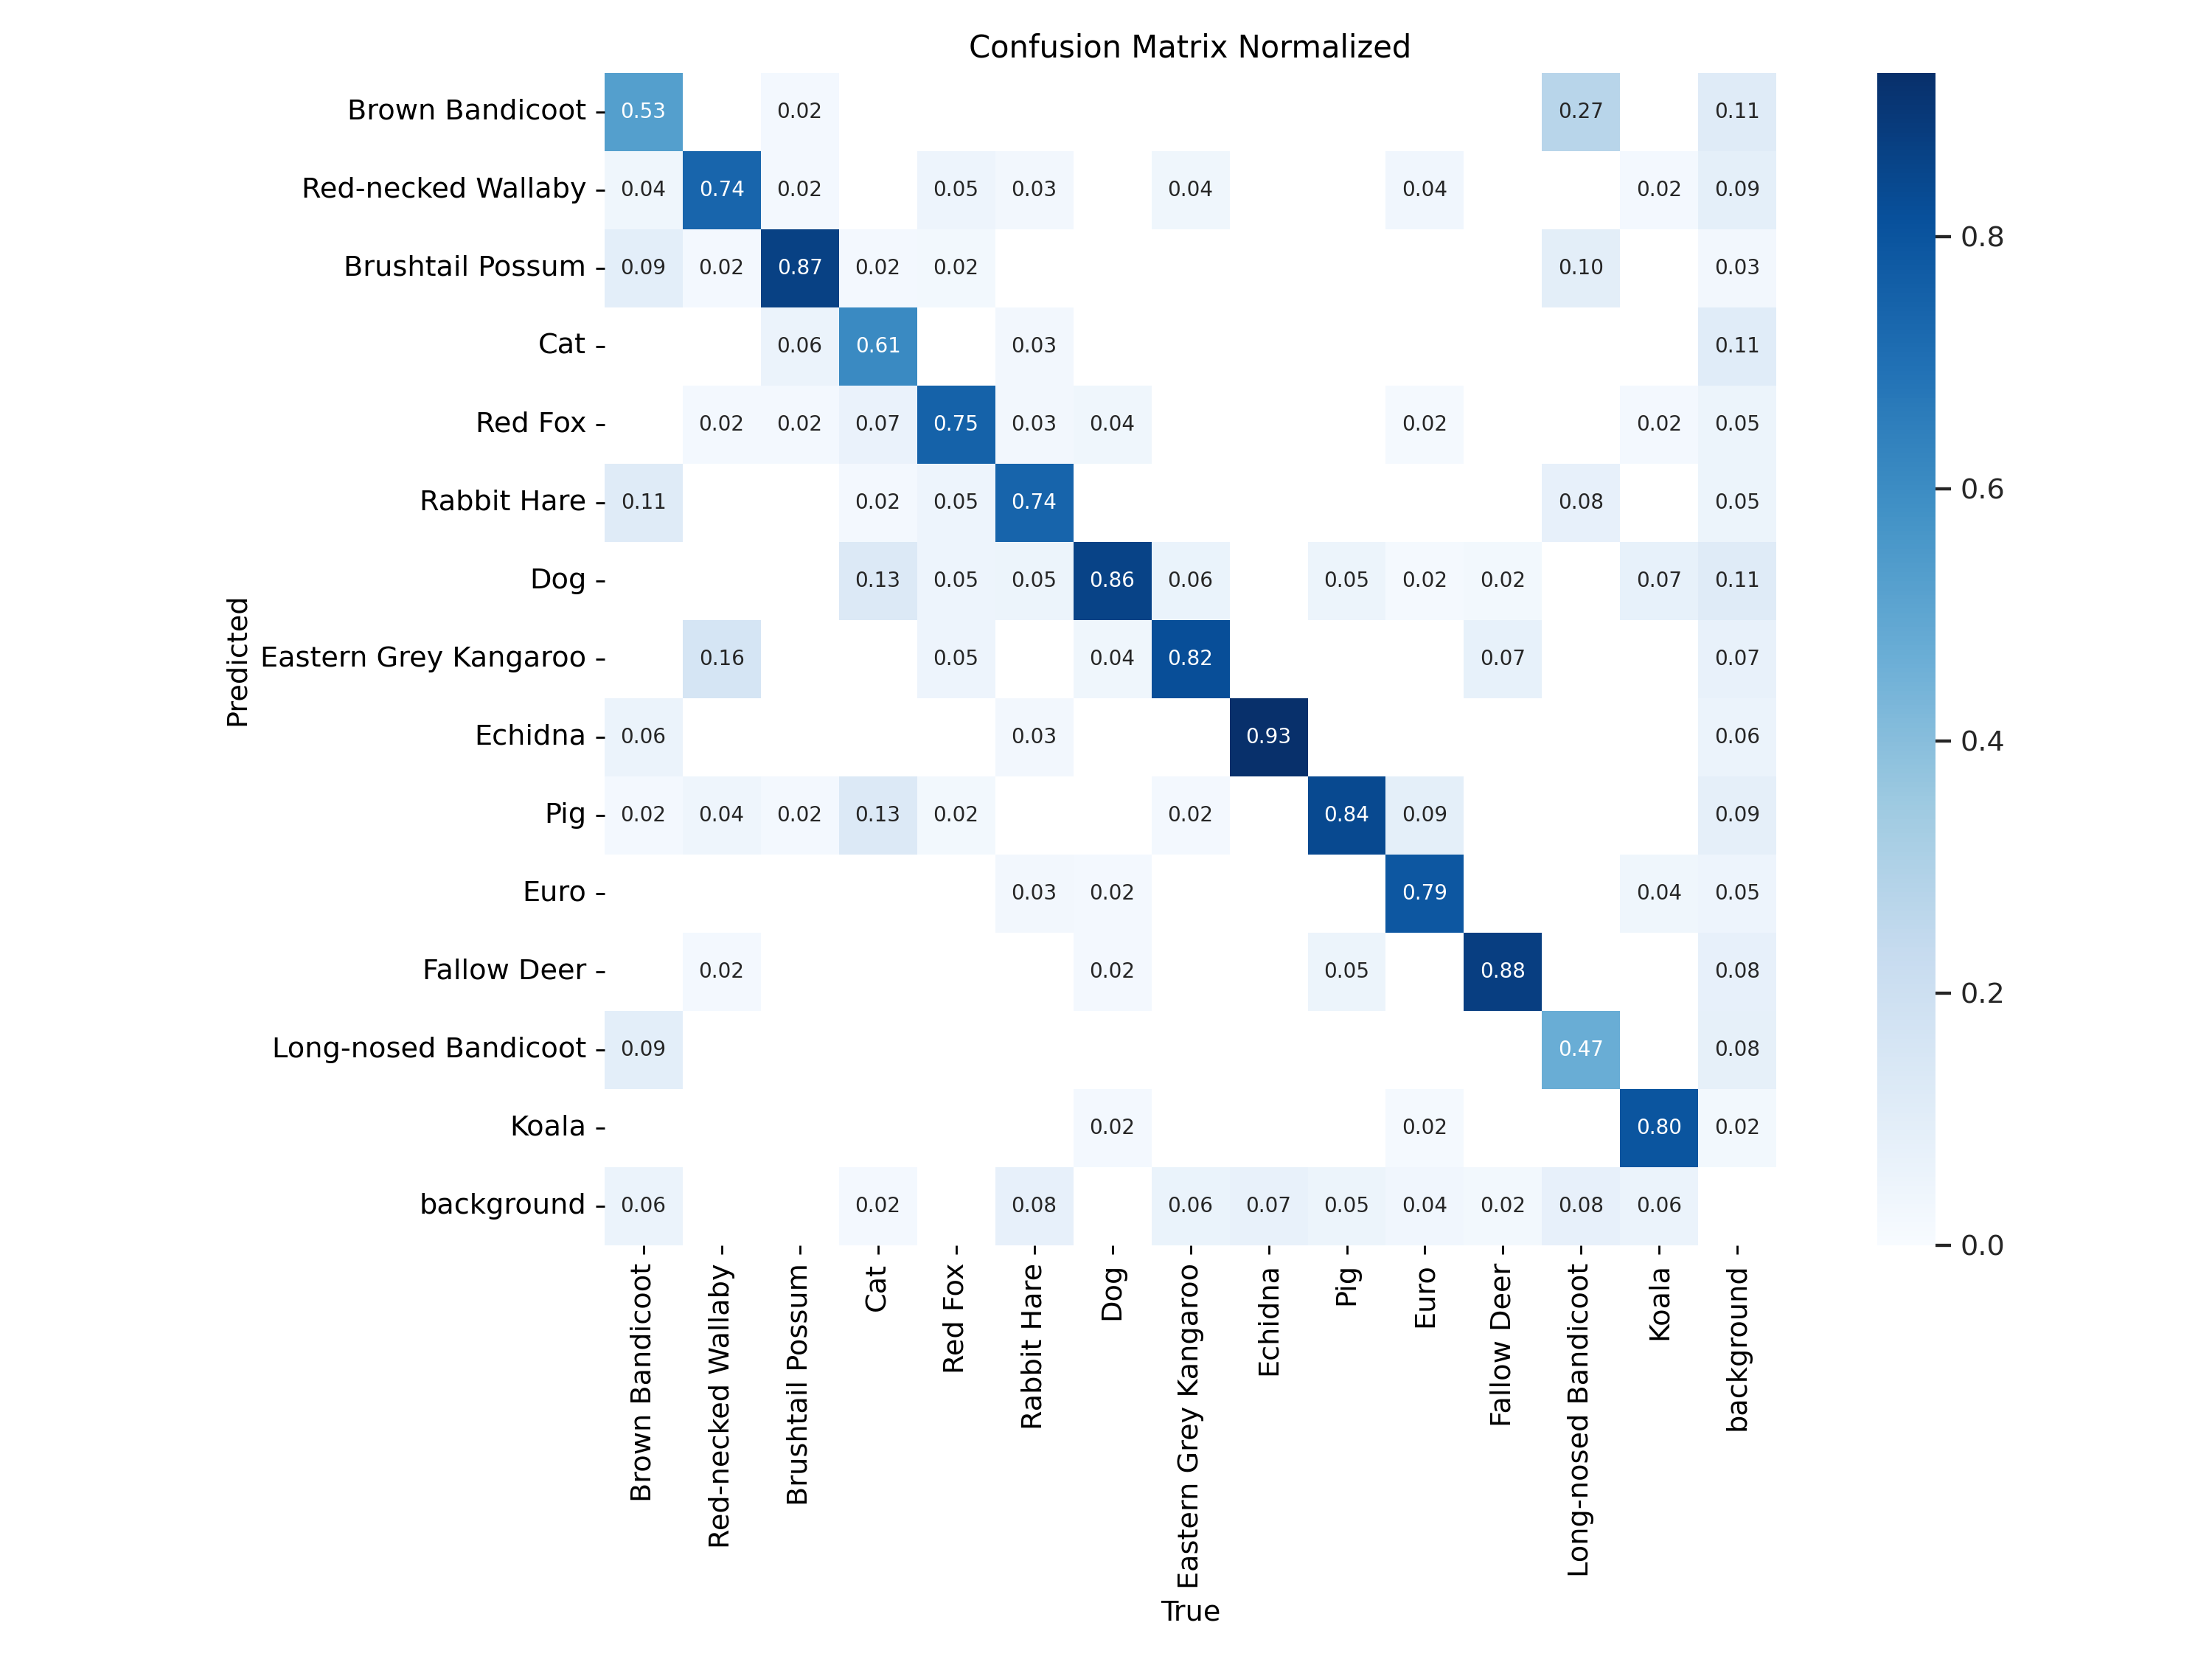 Confusion Matrix Normalized
Brown Bandicoot 0.53 0.02 0.27 0.11
Red-necked Wallaby 0.04 0.74 0.02 0.05 0.03 0.04 0.04 0.02 0.09
Brushtail Possum 0.09 0.02 0.87 0.02 0.02 0.10 0.03
Cat 0.06 0.61 0.03 0.11
Red Fox 0.02 0.02 0.07 0.75 0.03 0.04 0.02 0.02 0.05
Rabbit Hare 0.11 0.02 0.05 0.74 0.08 0.05
Dog 0.13 0.05 0.05 0.86 0.06 0.05 0.02 0.02 0.07 0.11
Eastern Grey Kangaroo 0.16 0.05 0.04 0.82 0.07 0.07
Echidna 0.06 0.03 0.93 0.06
Pig 0.02 0.04 0.02 0.13 0.02 0.02 0.84 0.09 0.09
Euro 0.03 0.02 0.79 0.04 0.05
Fallow Deer 0.02 0.02 0.05 0.88 0.08
Long-nosed Bandicoot 0.09 0.47 0.08
Koala 0.02 0.02 0.80 0.02
background 0.06 0.02 0.08 0.06 0.07 0.05 0.04 0.02 0.08 0.06
Predicted
Brown Bandicoot
Red-necked Wallaby
Brushtail Possum
Cat
Red Fox
Rabbit Hare
Dog
Eastern Grey Kangaroo
Echidna
Pig
Euro
Fallow Deer
Long-nosed Bandicoot
Koala
background
True
0.8
0.6
0.4
0.2
0.0